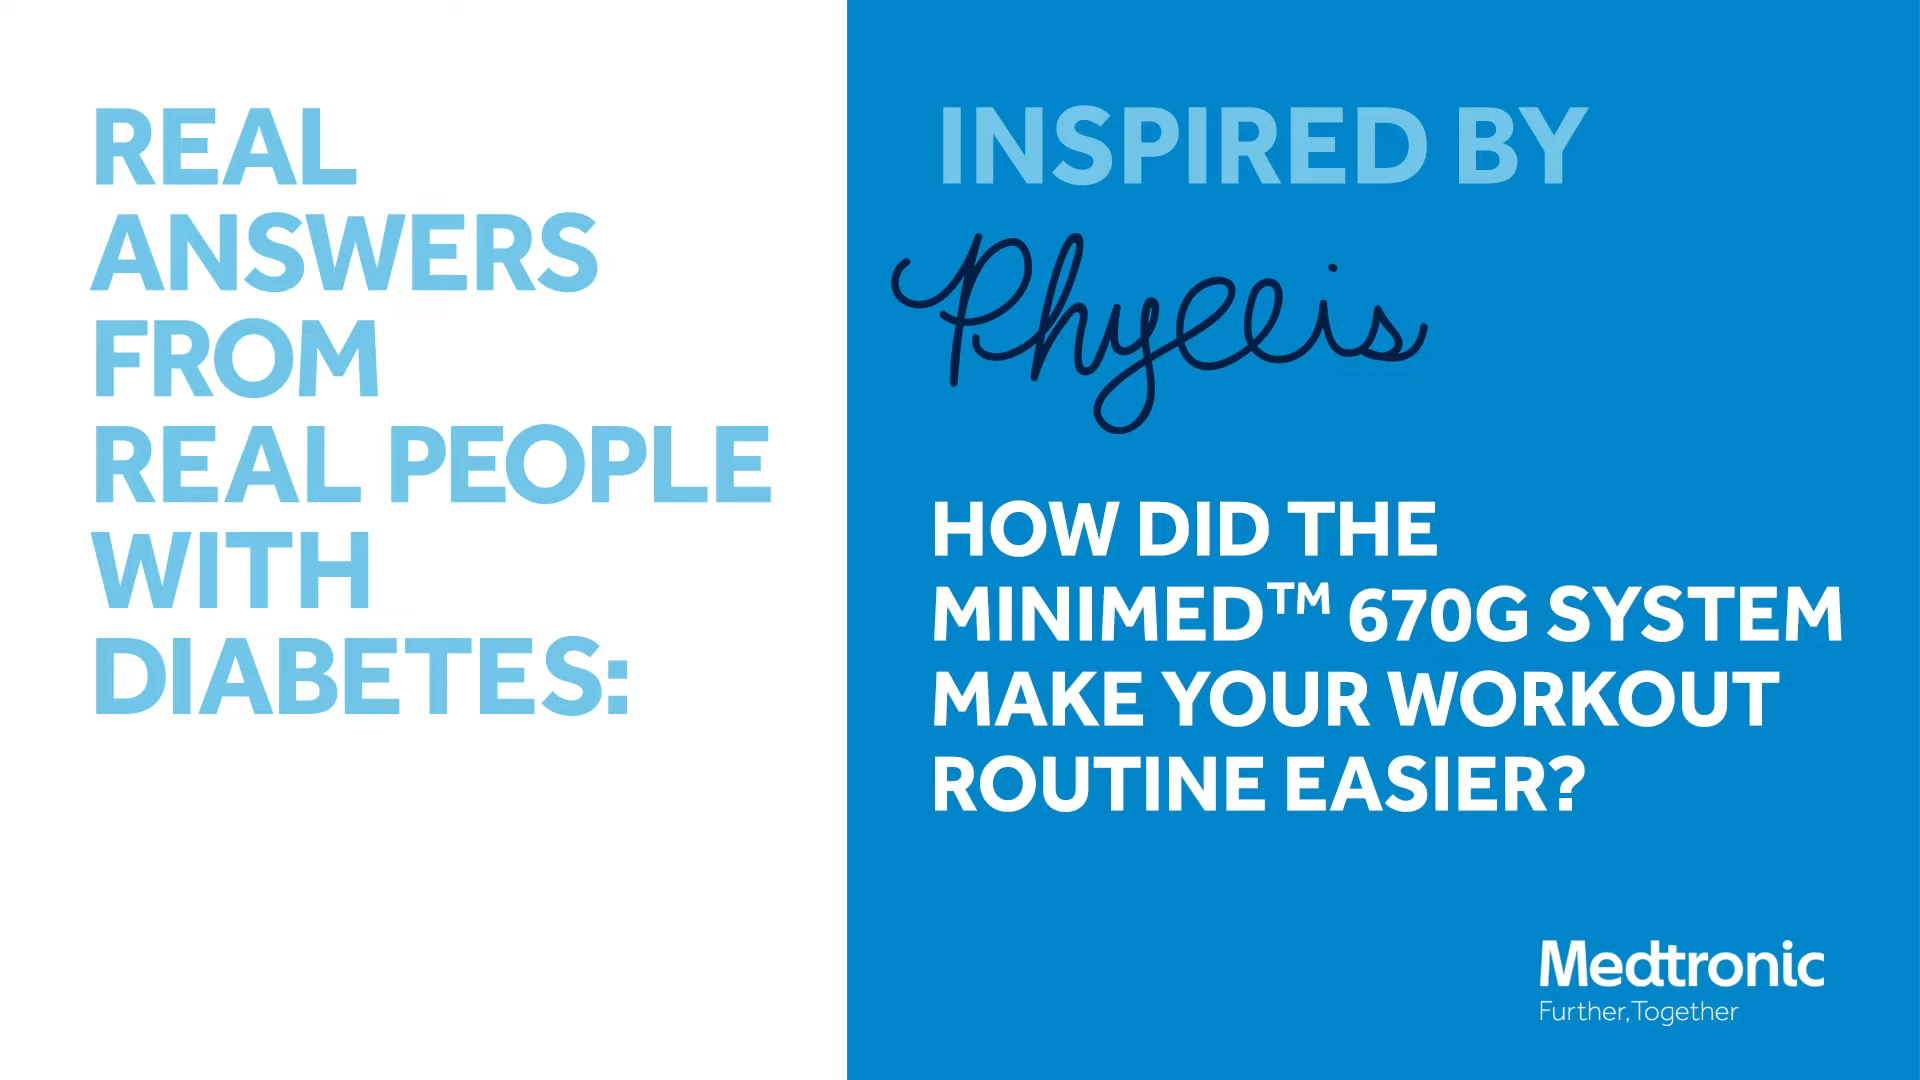 REAL
ANSWERS
FROM
REAL PEOPLE
WITH
DIABETES:
INSPIRED BY
Phyllis
HOW DID THE
MINIMED™ 670G SYSTEM
MAKE YOUR WORKOUT
ROUTINE EASIER?
Medtronic
Further, Together